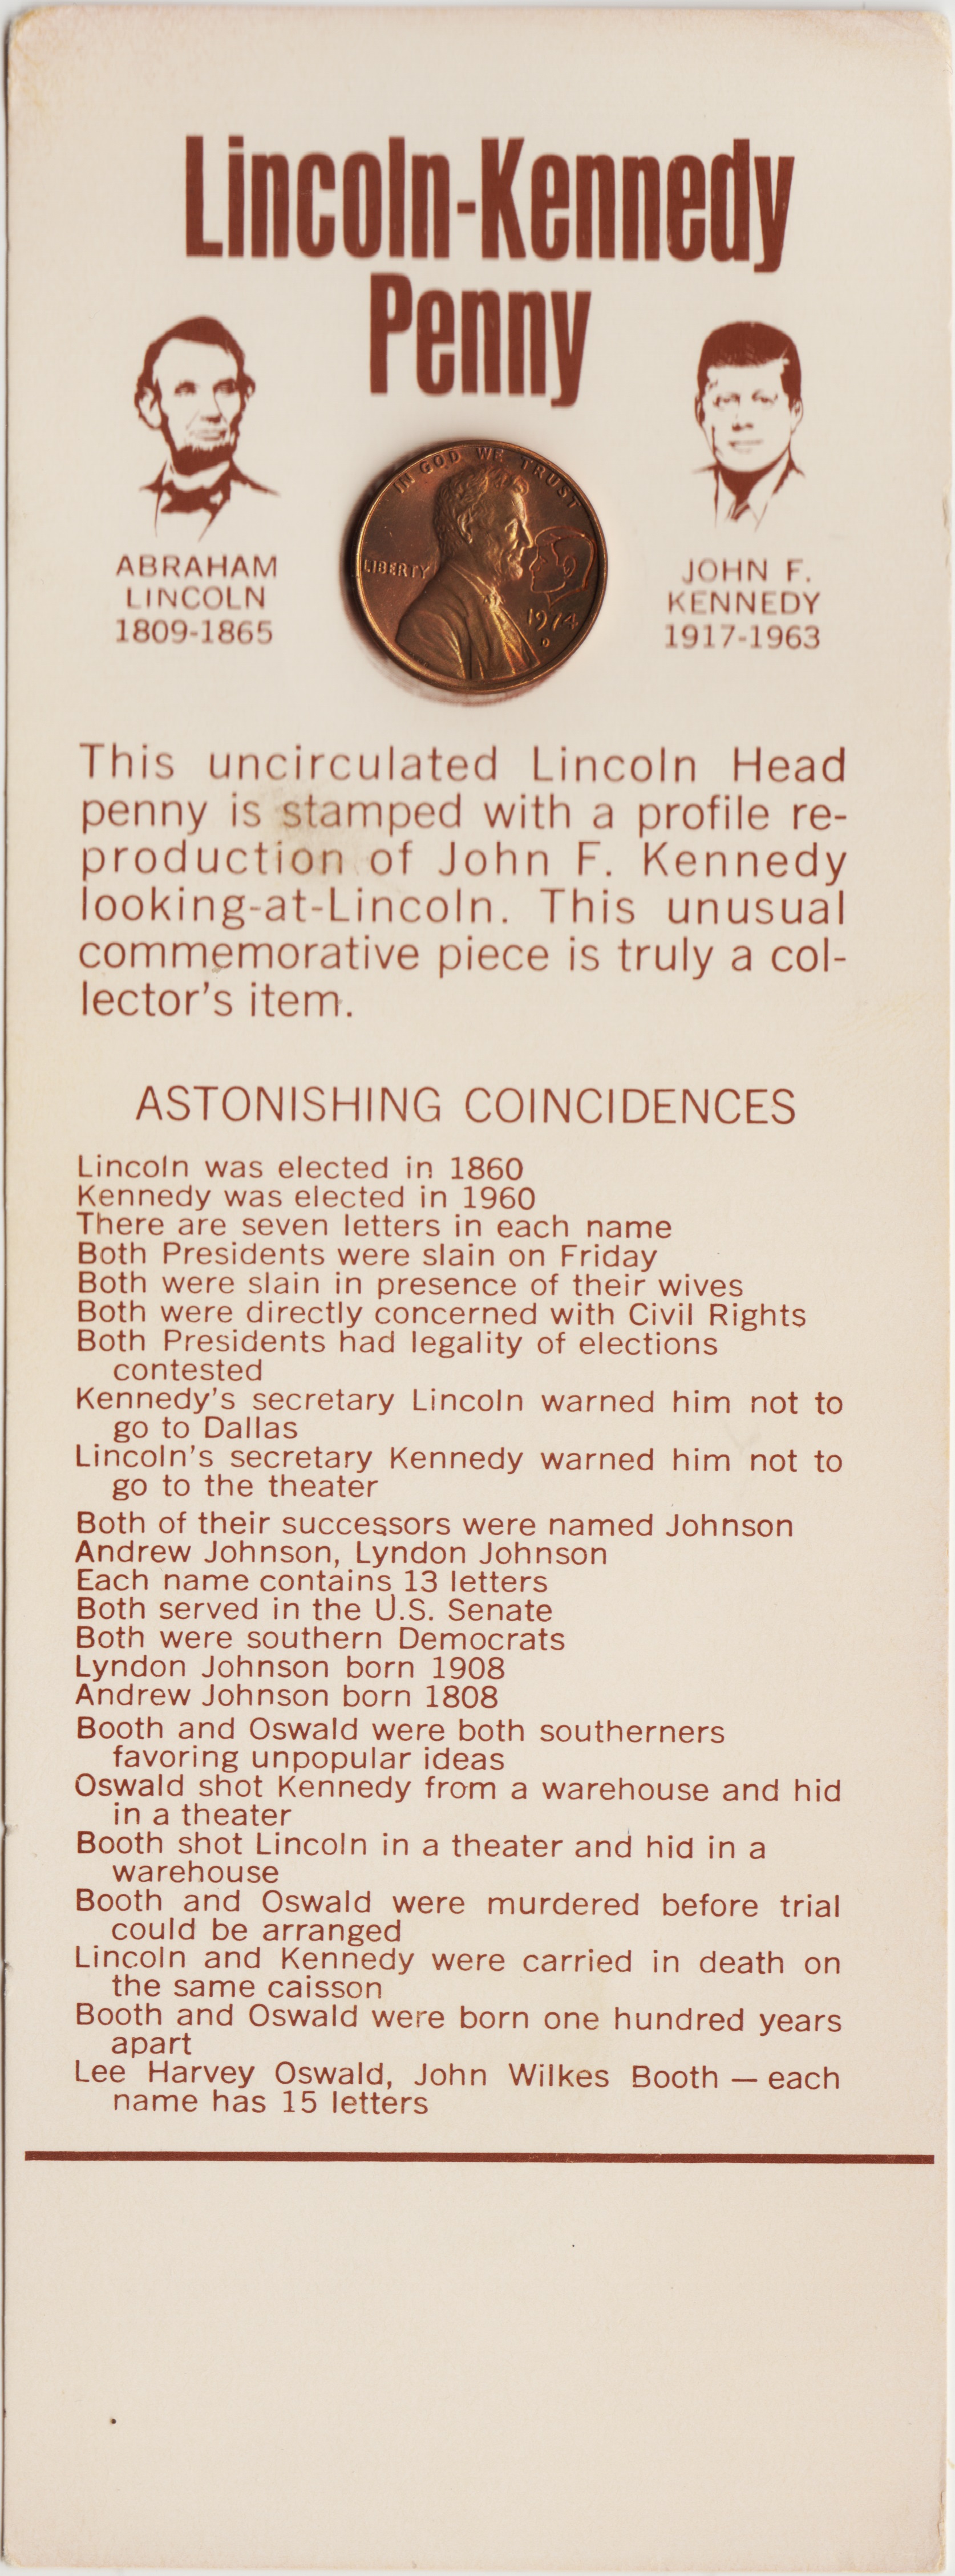 Lincoln-Kennedy
Penny
IN GOD WE TRUST
LIBERTY
1974
D
ABRAHAM
LINCOLN
1809-1865
JOHN F.
KENNEDY
1917-1963
This uncirculated Lincoln Head
penny is stamped with a profile re-
production of John F. Kennedy
looking-at-Lincoln. This unusual
commemorative piece is truly a col-
lector's item.
ASTONISHING COINCIDENCES
Lincoln was elected in 1860
Kennedy was elected in 1960
There are seven letters in each name
Both Presidents were slain on Friday
Both were slain in presence of their wives
Both were directly concerned with Civil Rights
Both Presidents had legality of elections
contested
Kennedy's secretary Lincoln warned him not to
go to Dallas
Lincoln's secretary Kennedy warned him not to
go to the theater
Both of their successors were named Johnson
Andrew Johnson, Lyndon Johnson
Each name contains 13 letters
Both served in the U.S. Senate
Both were southern Democrats
Lyndon Johnson born 1908
Andrew Johnson born 1808
Booth and Oswald were both southerners
favoring unpopular ideas
Oswald shot Kennedy from a warehouse and hid
in a theater
Booth shot Lincoln in a theater and hid in a
warehouse
Booth and Oswald were murdered before trial
could be arranged
Lincoln and Kennedy were carried in death on
the same caisson
Booth and Oswald were born one hundred years
apart
Lee Harvey Oswald, John Wilkes Booth — each
name has 15 letters